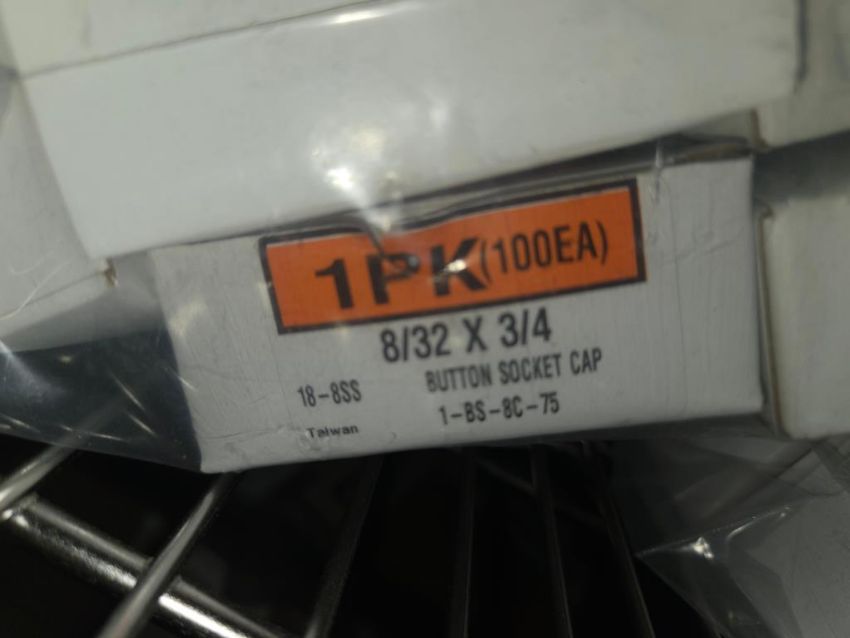 1PK(100EA)
8/32 X 3/4
18-8SS BUTTON SOCKET CAP
Taiwan 1-BS-8C-75